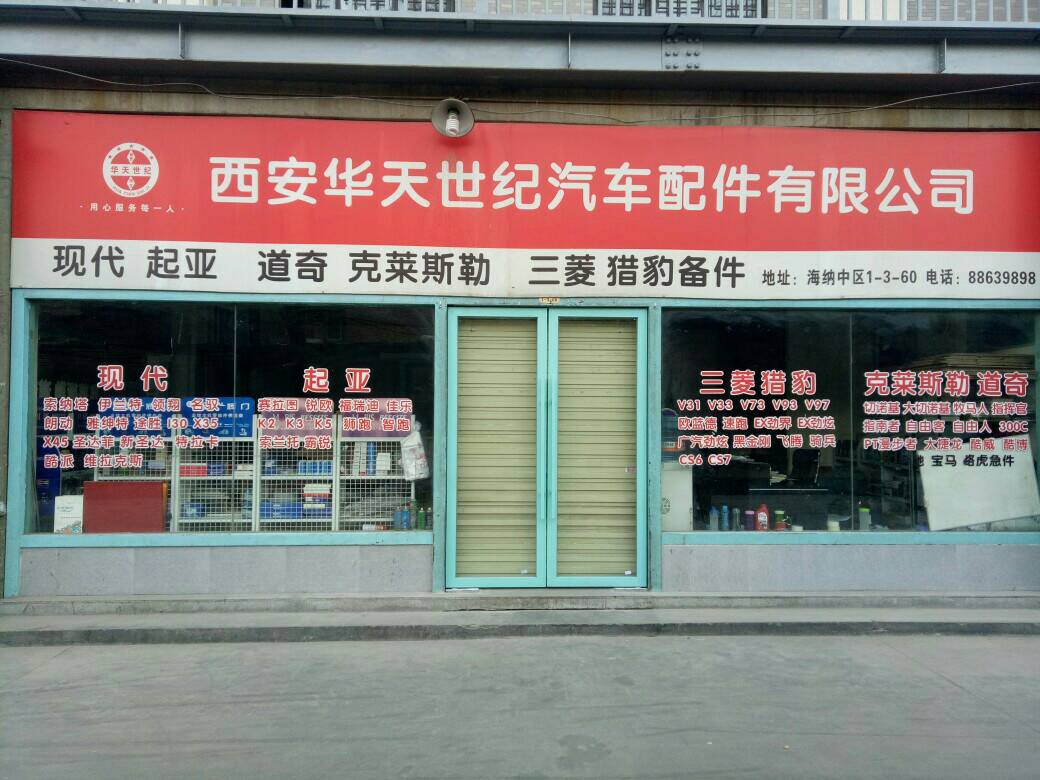 华天世纪
·用心服务每一人·
西安华天世纪汽车配件有限公司
现代 起亚 道奇 克莱斯勒 三菱 猎豹备件 地址：海纳中区1-3-60 电话：88639898
现代
索纳塔 伊兰特 领翔 名驭
朗动 雅绅特 途胜 I30 X35
X45 圣达菲 新圣达 特拉卡
酷派 维拉克斯
起亚
赛拉图 锐欧 福瑞迪 佳乐
K2 K3 K5 狮跑 智跑
索兰托 霸锐
三菱猎豹
V31 V33 V73 V93 V97
欧蓝德 速跑 EX劲界 EX劲炫
广汽劲炫 黑金刚 飞腾 骑兵
CS6 CS7
克莱斯勒 道奇
切诺基 大切诺基 牧马人 指挥官
指南者 自由客 自由人 300C
PT漫步者 大捷龙 酷威 酷博
宝马 路虎急件